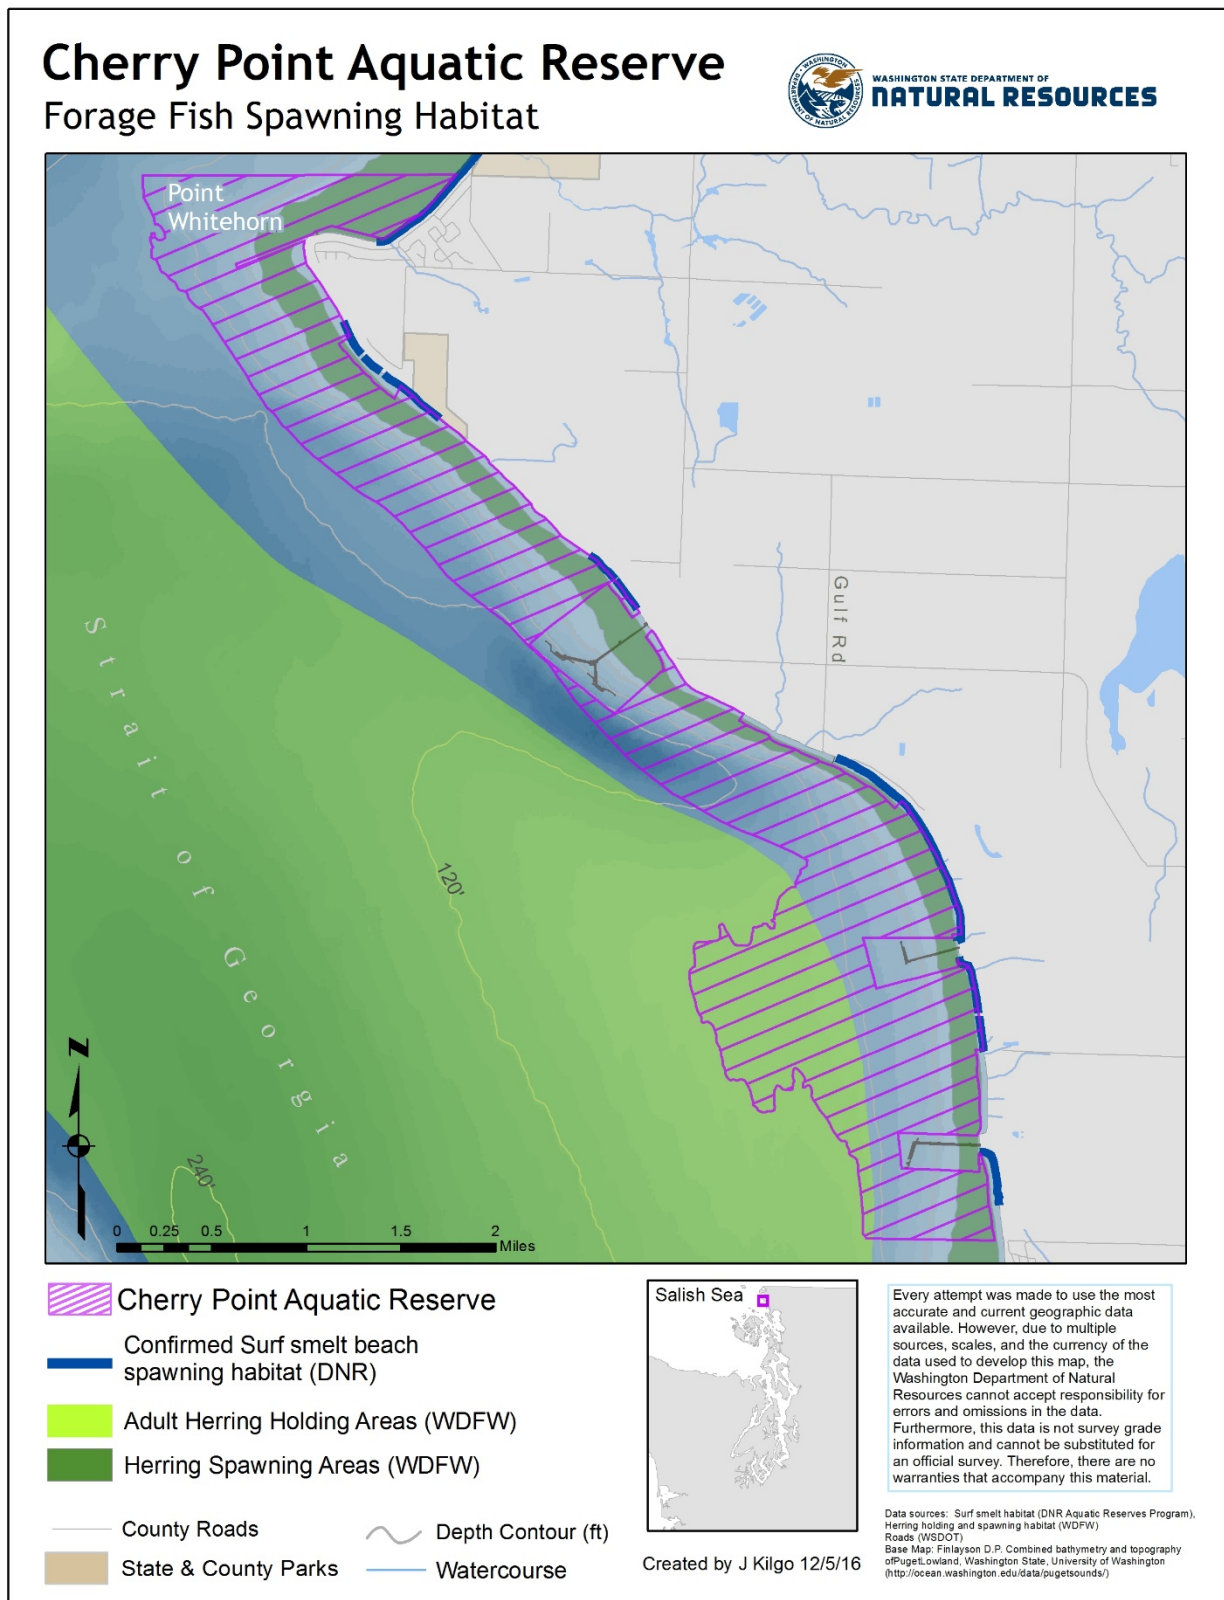 Cherry Point Aquatic Reserve
Forage Fish Spawning Habitat
WASHINGTON STATE DEPARTMENT OF
NATURAL RESOURCES
WASHINGTON
DEPARTMENT OF NATURAL RESOURCES
Point
Whitehorn
Gulf Rd
Strait of Georgia
120'
240'
N
0 0.25 0.5 1 1.5 2
Miles
Cherry Point Aquatic Reserve
Confirmed Surf smelt beach
spawning habitat (DNR)
Adult Herring Holding Areas (WDFW)
Herring Spawning Areas (WDFW)
County Roads
Depth Contour (ft)
State & County Parks
Watercourse
Salish Sea
Created by J Kilgo 12/5/16
Every attempt was made to use the most
accurate and current geographic data
available. However, due to multiple
sources, scales, and the currency of the
data used to develop this map, the
Washington Department of Natural
Resources cannot accept responsibility for
errors and omissions in the data.
Furthermore, this data is not survey grade
information and cannot be substituted for
an official survey. Therefore, there are no
warranties that accompany this material.
Data sources: Surf smelt habitat (DNR Aquatic Reserves Program),
Herring holding and spawning habitat (WDFW)
Roads (WSDOT)
Base Map: Finlayson D.P. Combined bathymetry and topography
ofPugetLowland, Washington State, University of Washington
(http://ocean.washington.edu/data/pugetsounds/)